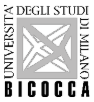 UNIVERSITÀ
DEGLI STUDI
DI MILANO
BICOCCA